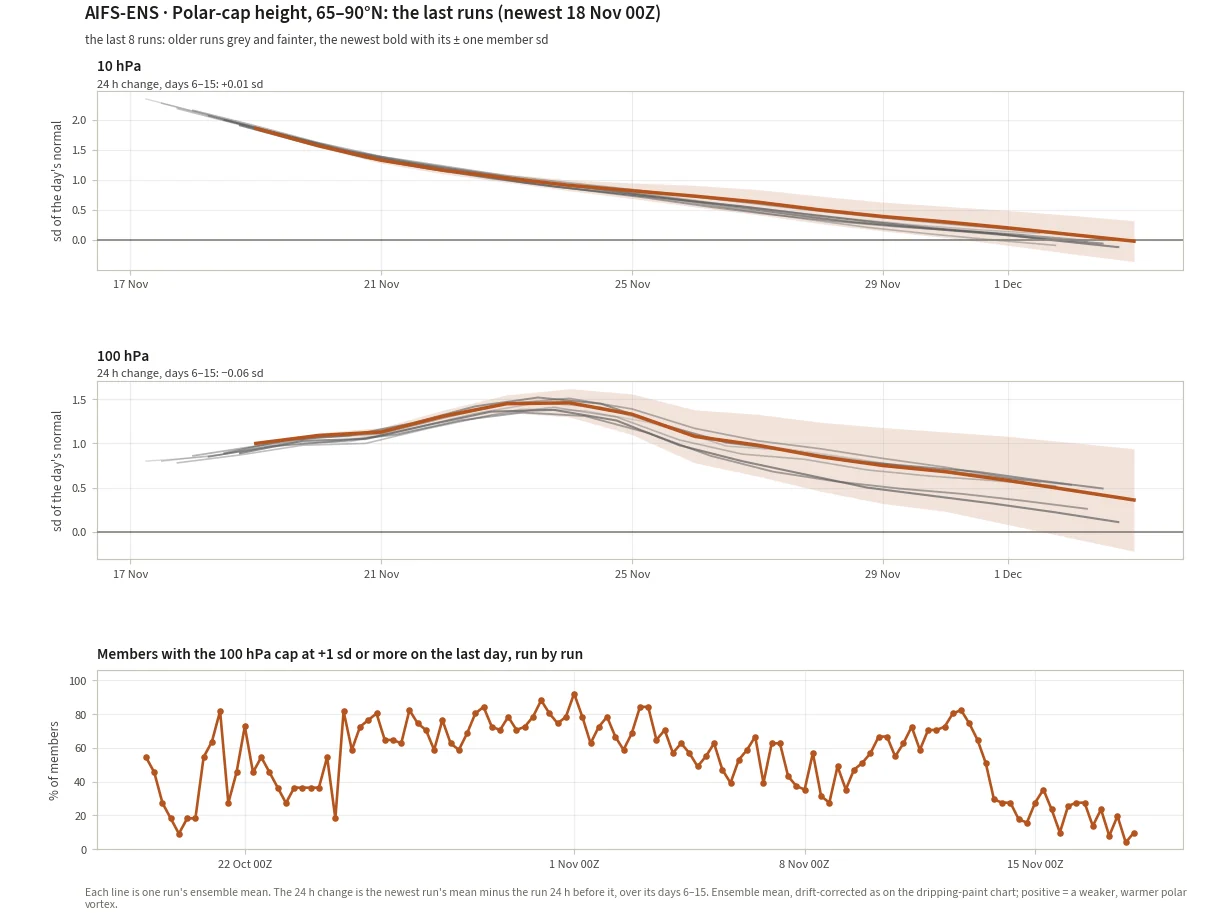 AIFS-ENS · Polar-cap height, 65–90°N: the last runs (newest 18 Nov 00Z)
the last 8 runs: older runs grey and fainter, the newest bold with its ± one member sd
10 hPa
24 h change, days 6–15: +0.01 sd
sd of the day's normal
2.0
1.5
1.0
0.5
0.0
17 Nov
21 Nov
25 Nov
29 Nov
1 Dec
100 hPa
24 h change, days 6–15: −0.06 sd
sd of the day's normal
1.5
1.0
0.5
0.0
17 Nov
21 Nov
25 Nov
29 Nov
1 Dec
Members with the 100 hPa cap at +1 sd or more on the last day, run by run
% of members
100
80
60
40
20
0
22 Oct 00Z
1 Nov 00Z
8 Nov 00Z
15 Nov 00Z
Each line is one run's ensemble mean. The 24 h change is the newest run's mean minus the run 24 h before it, over its days 6–15. Ensemble mean, drift-corrected as on the dripping-paint chart; positive = a weaker, warmer polar
vortex.